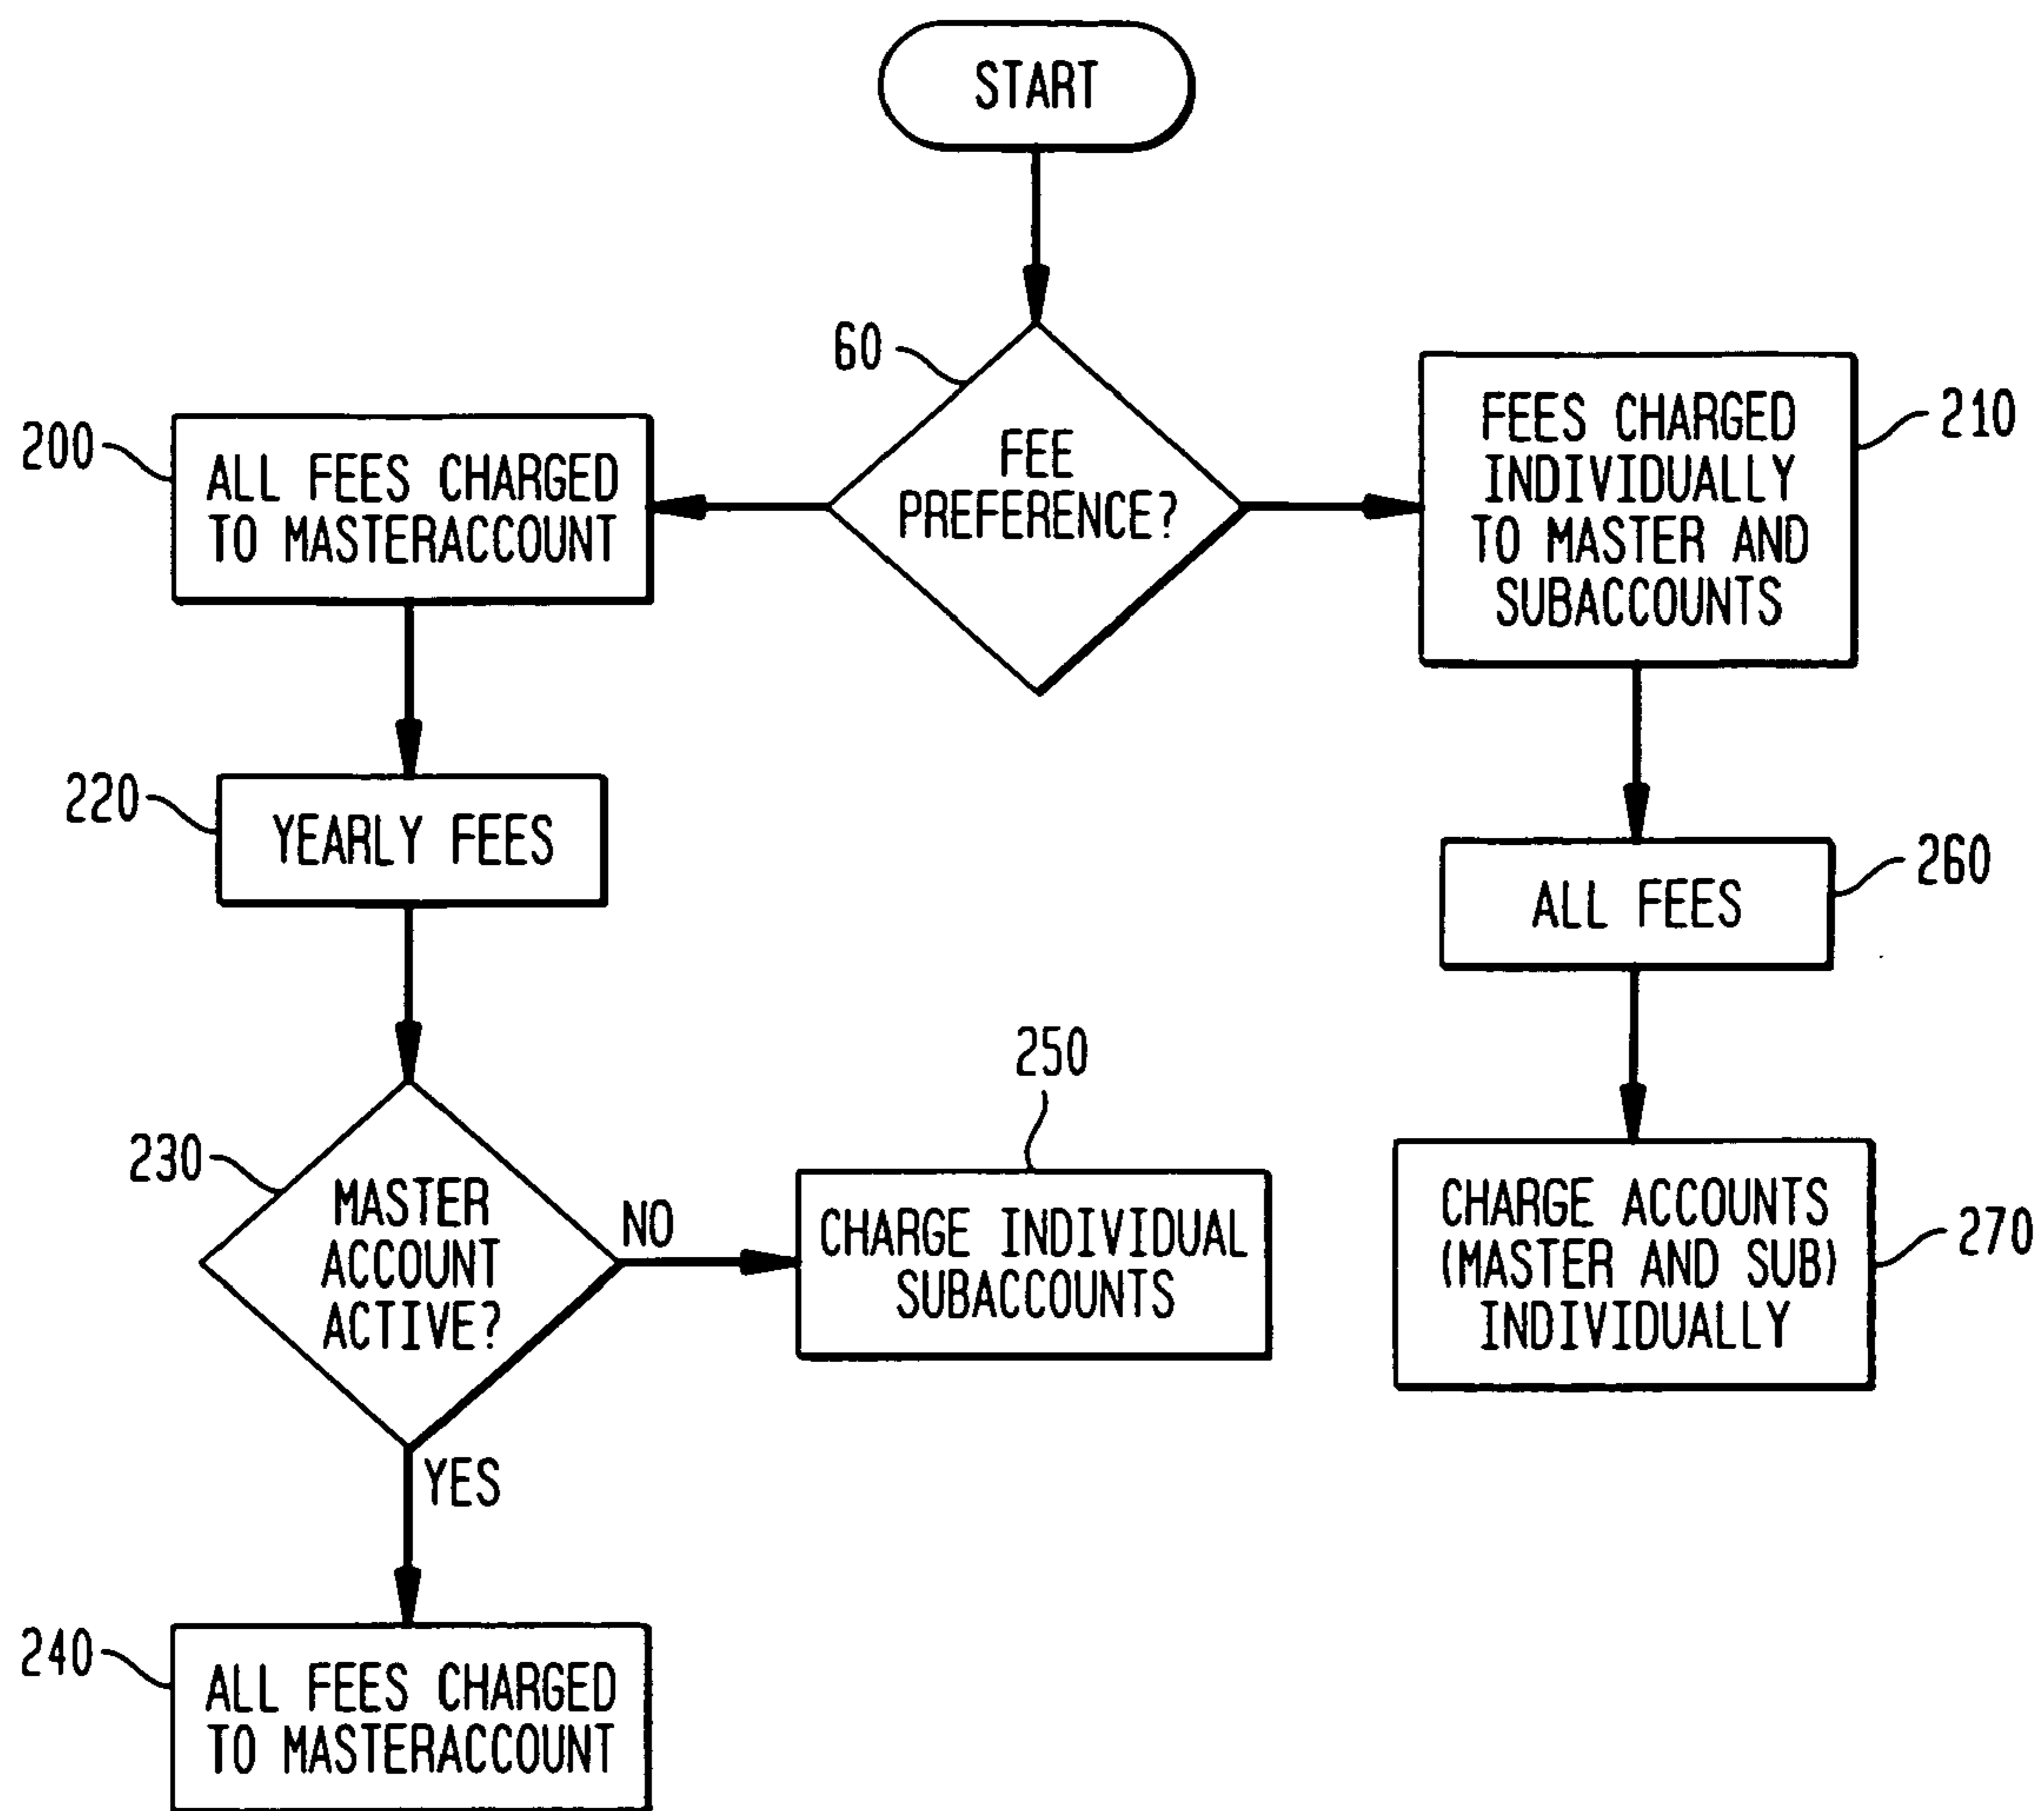 START
60
FEE
PREFERENCE?
200
ALL FEES CHARGED
TO MASTERACCOUNT
210
FEES CHARGED
INDIVIDUALLY
TO MASTER AND
SUBACCOUNTS
220
YEARLY FEES
260
ALL FEES
230
MASTER
ACCOUNT
ACTIVE?
NO
YES
250
CHARGE INDIVIDUAL
SUBACCOUNTS
270
CHARGE ACCOUNTS
(MASTER AND SUB)
INDIVIDUALLY
240
ALL FEES CHARGED
TO MASTERACCOUNT